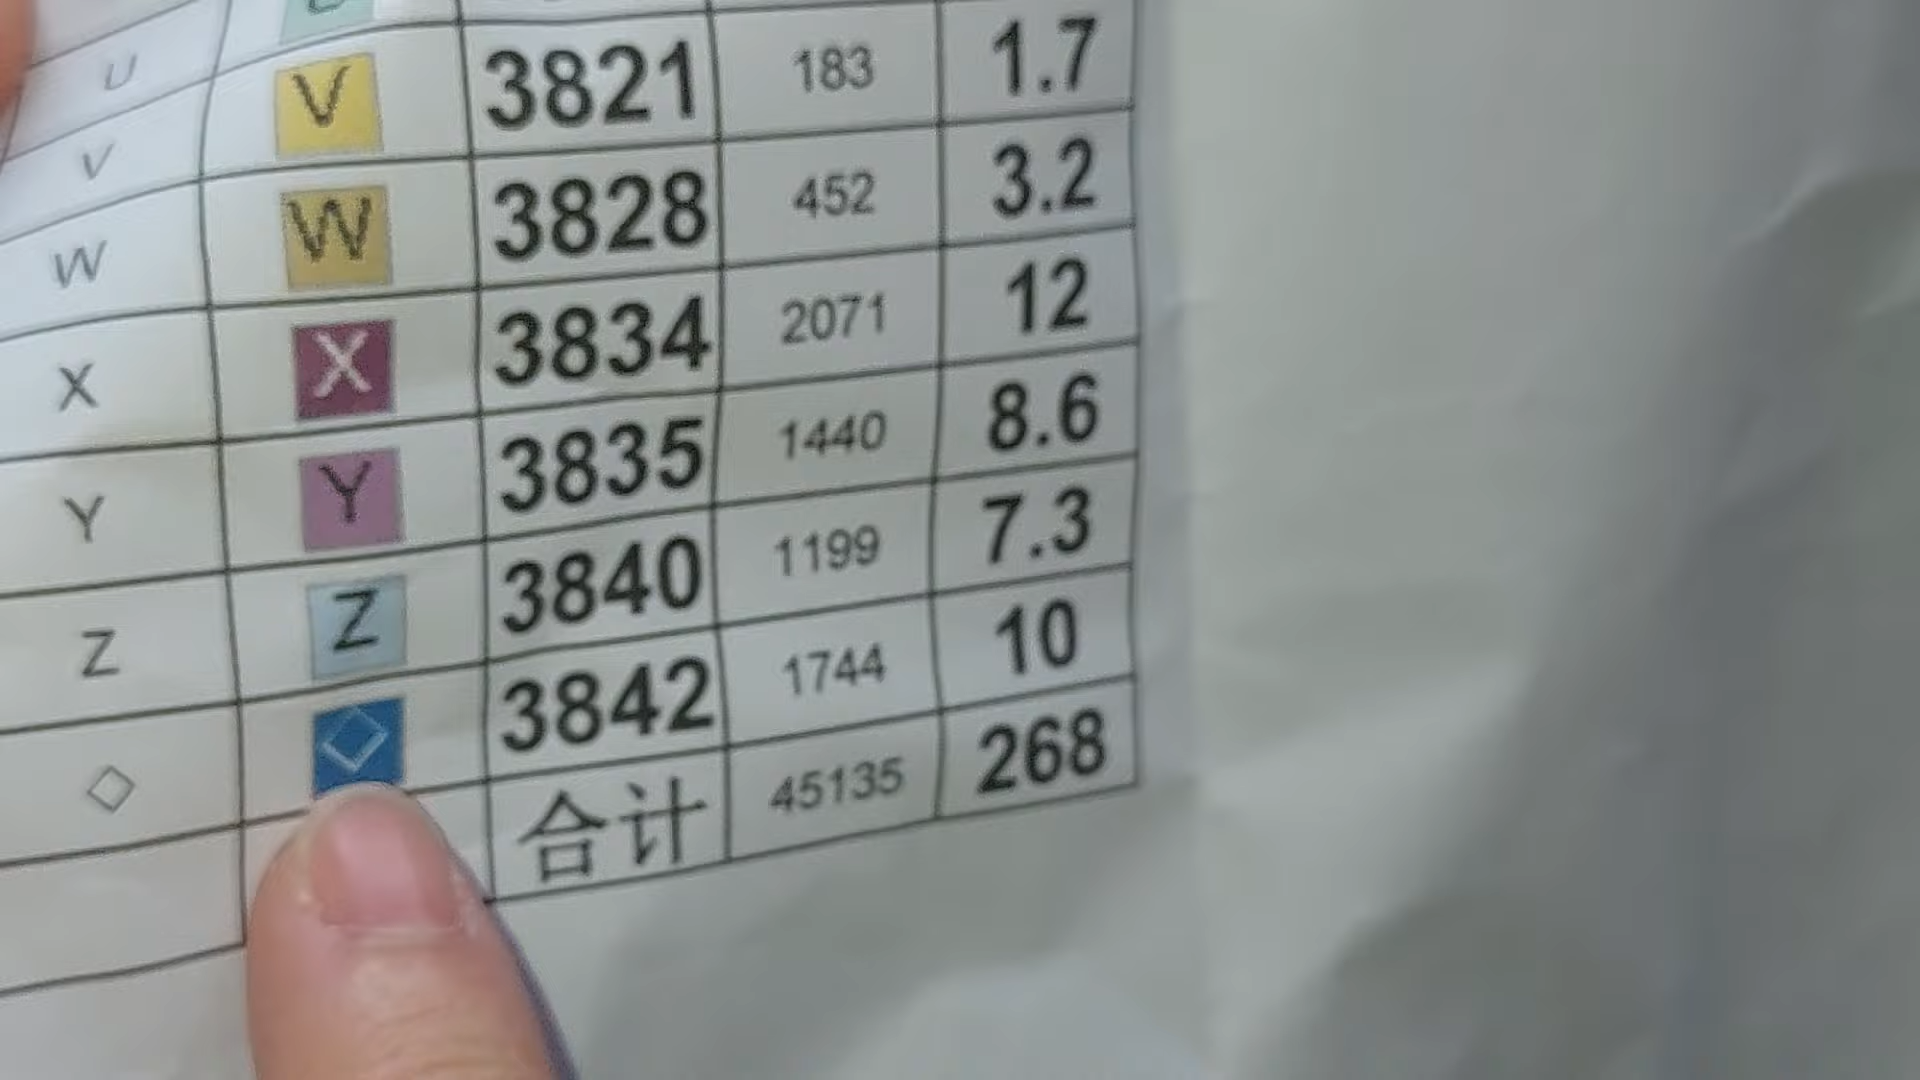 U
V V 3821 183 1.7
W W 3828 452 3.2
X X 3834 2071 12
Y Y 3835 1440 8.6
Z Z 3840 1199 7.3
◇ ◇ 3842 1744 10
合计 45135 268